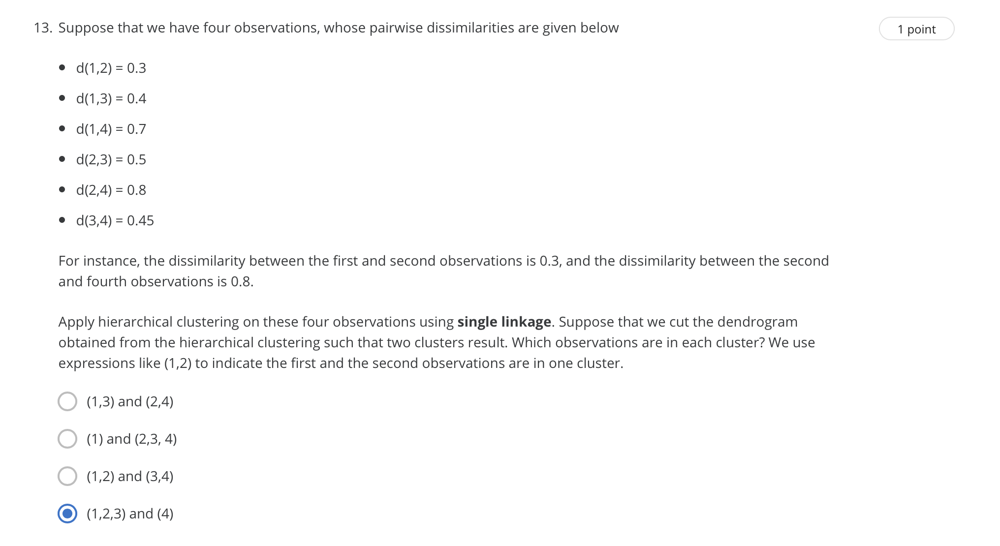 13. Suppose that we have four observations, whose pairwise dissimilarities are given below
1 point
• d(1,2) = 0.3
• d(1,3) = 0.4
• d(1,4) = 0.7
• d(2,3) = 0.5
• d(2,4) = 0.8
• d(3,4) = 0.45
For instance, the dissimilarity between the first and second observations is 0.3, and the dissimilarity between the second
and fourth observations is 0.8.
Apply hierarchical clustering on these four observations using single linkage. Suppose that we cut the dendrogram
obtained from the hierarchical clustering such that two clusters result. Which observations are in each cluster? We use
expressions like (1,2) to indicate the first and the second observations are in one cluster.
(1,3) and (2,4)
(1) and (2,3, 4)
(1,2) and (3,4)
(1,2,3) and (4)